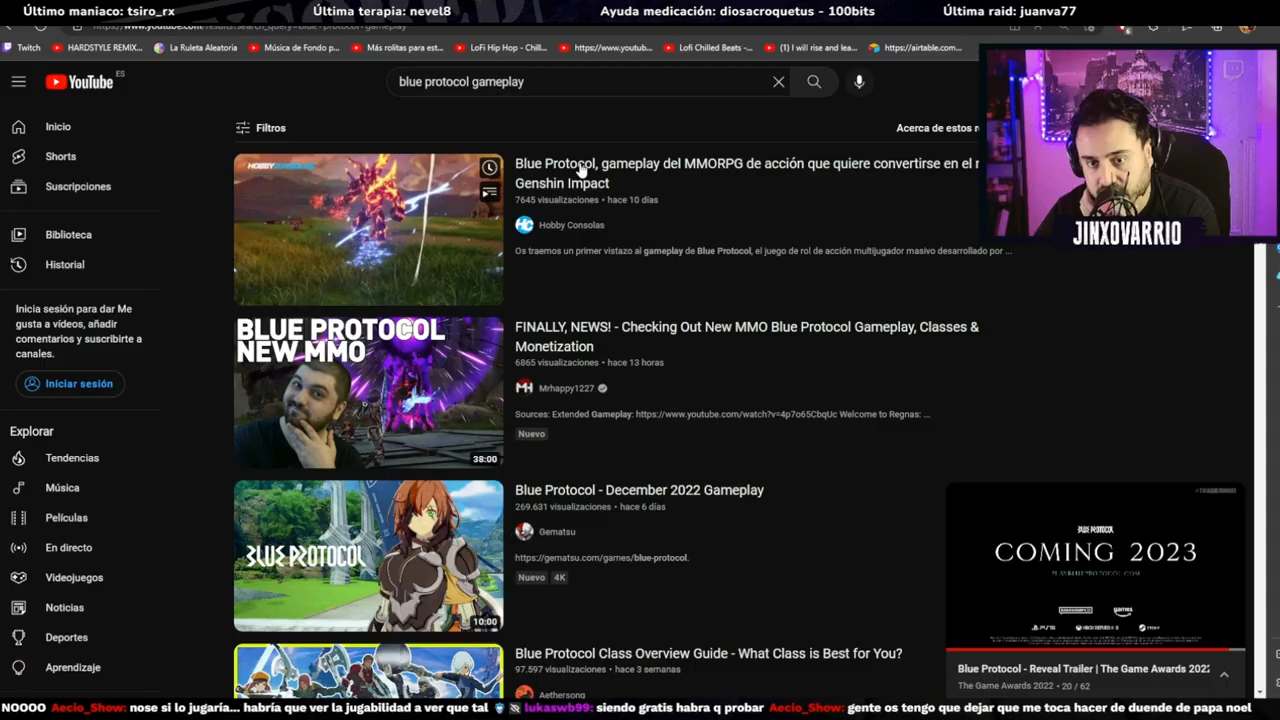 Último maniaco: tsiro_rx
Última terapia: nevel8
Ayuda medicación: diosacroquetus - 100bits
Última raid: juanva77
Twitch
HARDSTYLE REMIX...
La Ruleta Aleatoria
Música de Fondo p...
Más rolitas para est...
LoFi Hip Hop - Chill...
https://www.youtub...
Lofi Chilled Beats -...
(1) I will rise and lea...
https://airtable.com...
YouTube ES
blue protocol gameplay
Filtros
Acerca de estos r
Inicio
Shorts
Suscripciones
Biblioteca
Historial
Inicia sesión para dar Me
gusta a vídeos, añadir
comentarios y suscribirte a
canales.
Iniciar sesión
Explorar
Tendencias
Música
Películas
En directo
Videojuegos
Noticias
Deportes
Aprendizaje
HOBBYCONSOLAS
Blue Protocol, gameplay del MMORPG de acción que quiere convertirse en el n
Genshin Impact
7645 visualizaciones • hace 10 días
Hobby Consolas
Os traemos un primer vistazo al gameplay de Blue Protocol, el juego de rol de acción multijugador masivo desarrollado por ...
JINXOVARRIO
BLUE PROTOCOL
NEW MMO
38:00
FINALLY, NEWS! - Checking Out New MMO Blue Protocol Gameplay, Classes &
Monetization
6865 visualizaciones • hace 13 horas
Mrhappy1227
Sources: Extended Gameplay: https://www.youtube.com/watch?v=4p7o65CbqUc Welcome to Regnas: ...
Nuevo
BLUE PROTOCOL
10:00
Blue Protocol - December 2022 Gameplay
269.631 visualizaciones • hace 6 días
Gematsu
https://gematsu.com/games/blue-protocol.
Nuevo 4K
Blue Protocol Class Overview Guide - What Class is Best for You?
97.597 visualizaciones • hace 3 semanas
Aethersong
BLUE PROTOCOL
COMING 2023
PLAYBLUEPROTOCOL.COM
games
PS5
STEAM
Blue Protocol - Reveal Trailer | The Game Awards 2022
The Game Awards 2022 • 20 / 62
NOOOO Aecio_Show: nose si lo jugaría... habría que ver la jugabilidad a ver que tal lukaswb99: siendo gratis habra q probar Aecio_Show: gente os tengo que dejar que me toca hacer de duende de papa noel